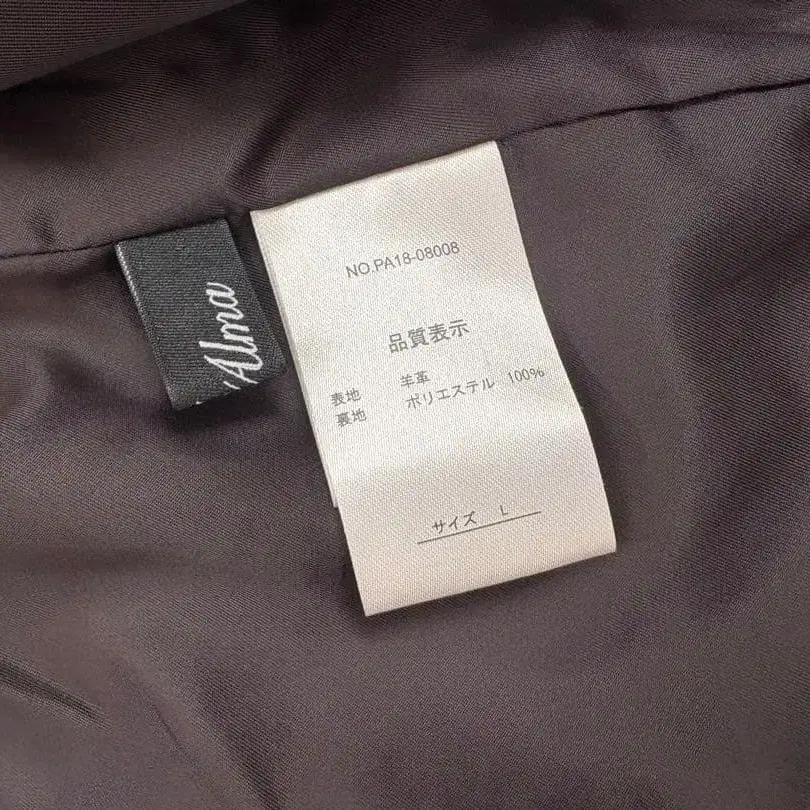 Alma
NO.PA18-08008
品質表示
表地 羊革
裏地 ポリエステル 100%
サイズ L